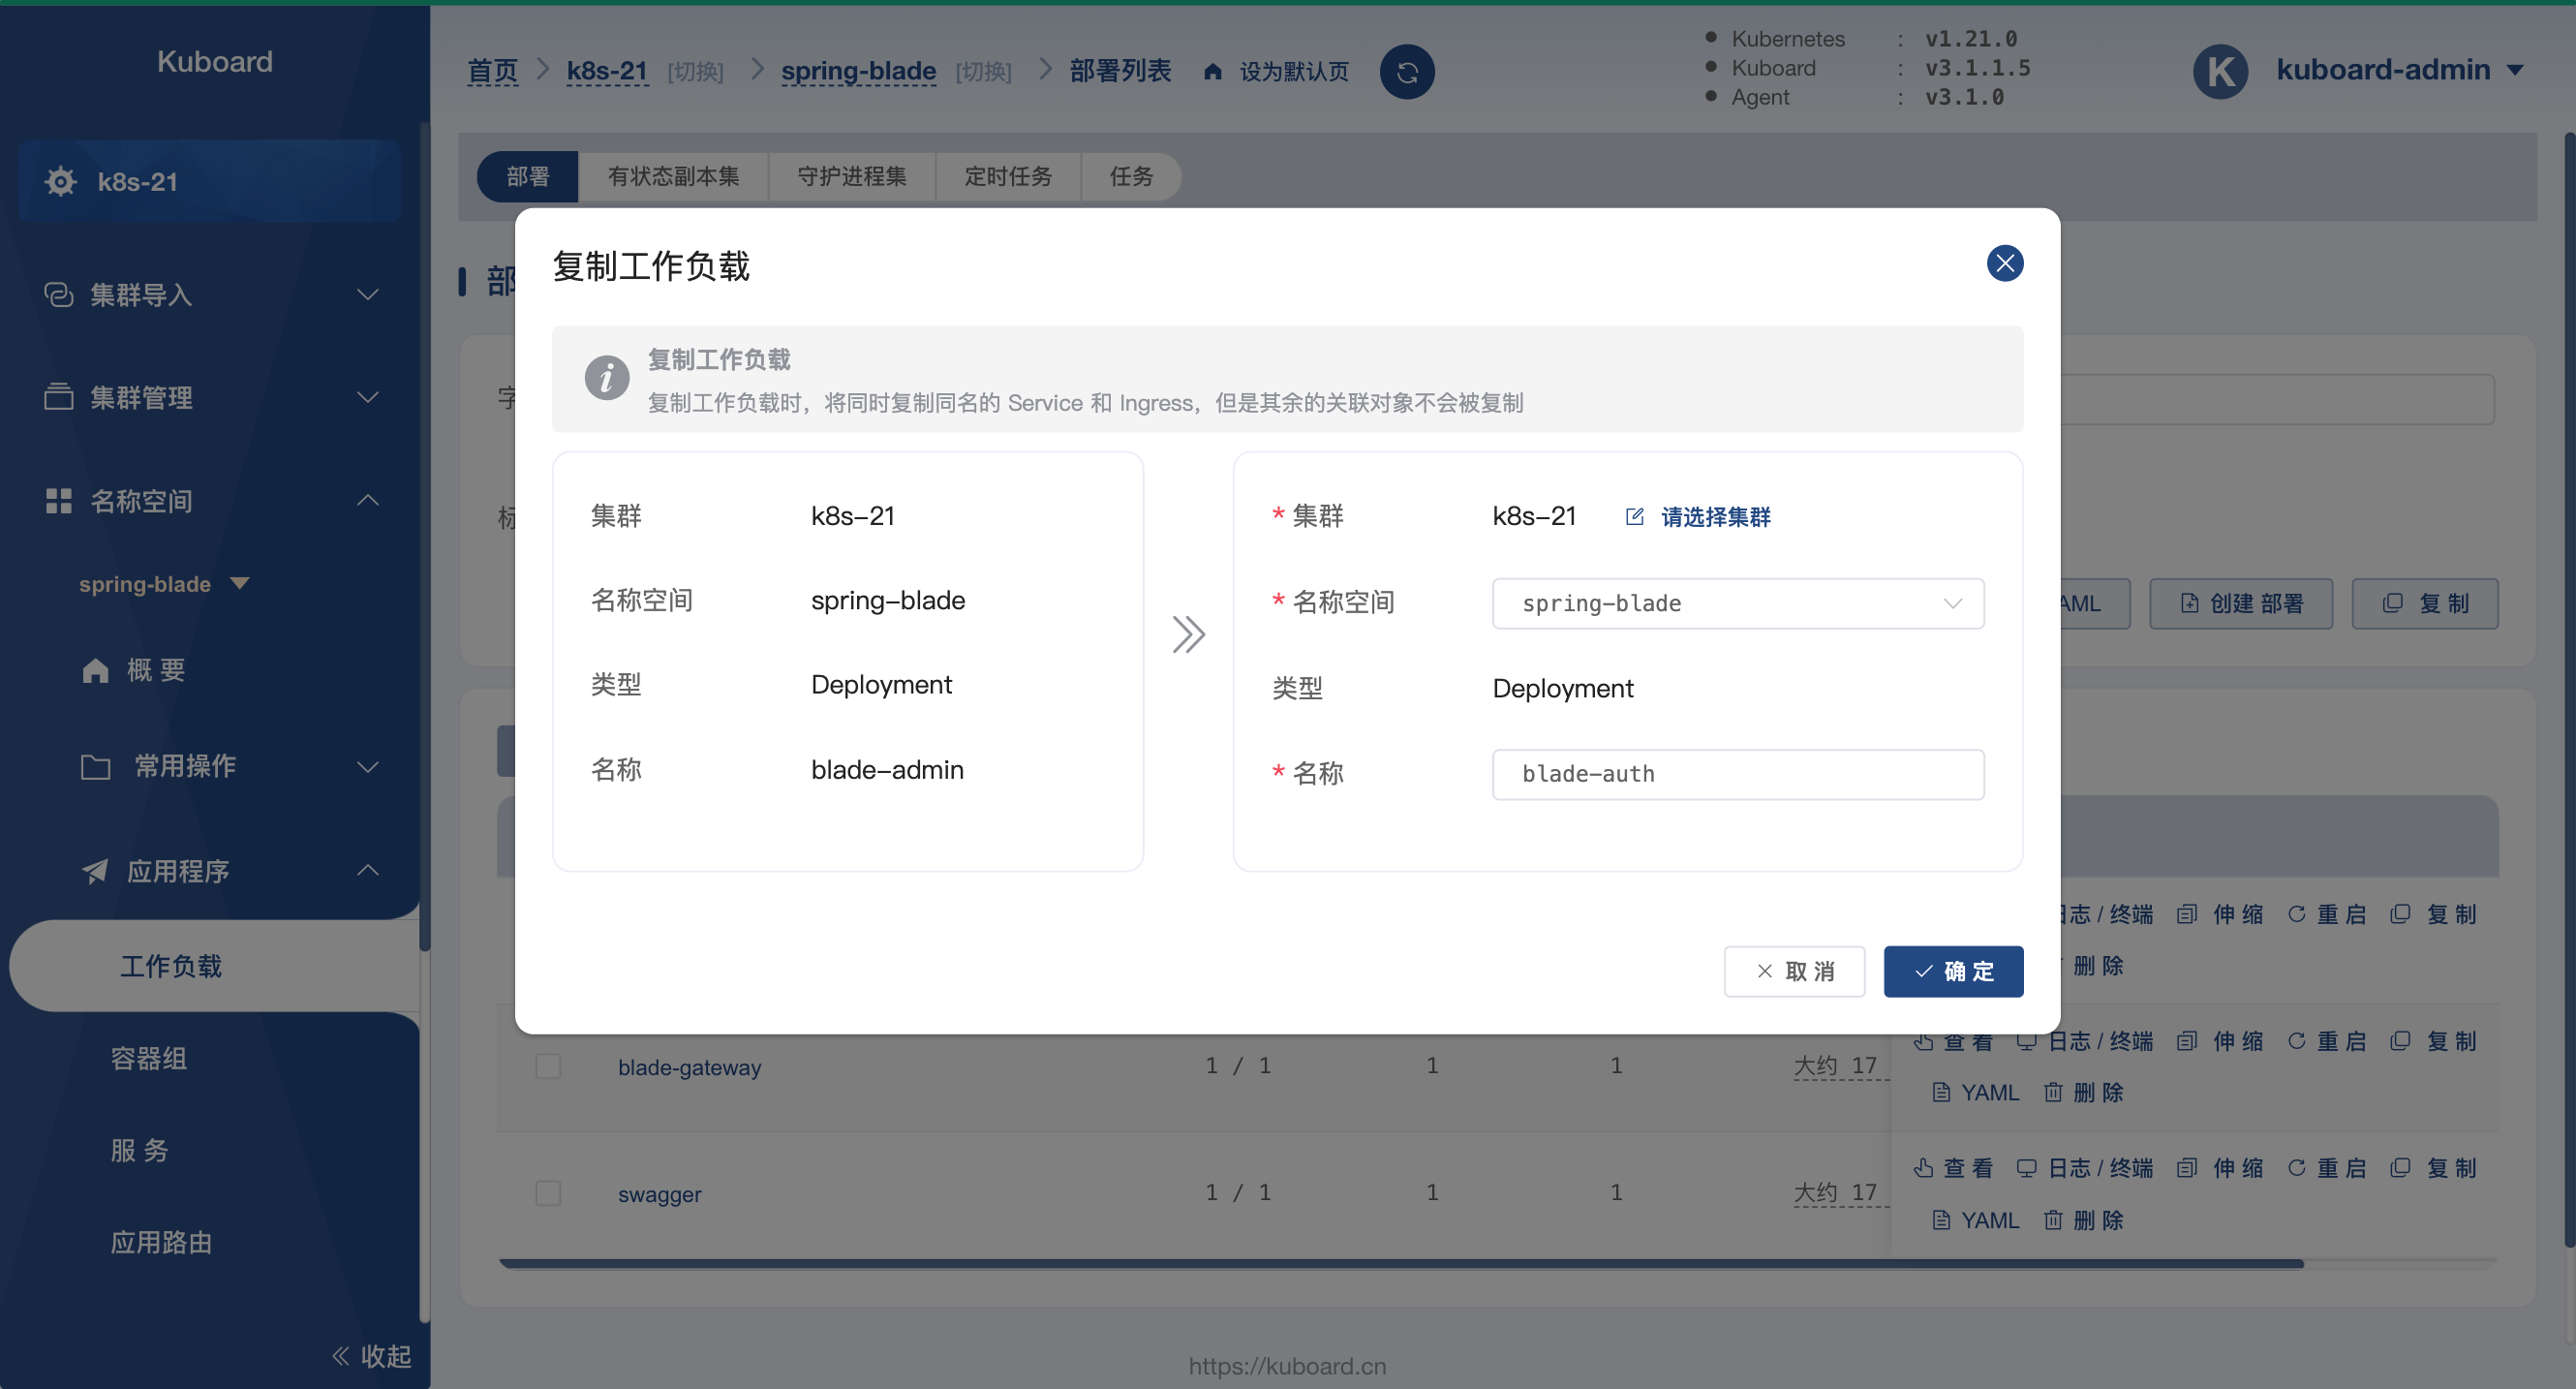 Kuboard
k8s-21
集群导入
集群管理
名称空间
spring-blade
概 要
常用操作
应用程序
工作负载
容器组
服 务
应用路由
收起
首页
k8s-21 [切换]
spring-blade [切换]
部署列表
设为默认页
Kubernetes : v1.21.0
Kuboard : v3.1.1.5
Agent : v3.1.0
K
kuboard-admin
部署
有状态副本集
守护进程集
定时任务
任务
部
字
标
复制工作负载
复制工作负载
复制工作负载时，将同时复制同名的 Service 和 Ingress，但是其余的关联对象不会被复制
集群 k8s-21
名称空间 spring-blade
类型 Deployment
名称 blade-admin
* 集群 k8s-21 请选择集群
* 名称空间 spring-blade
类型 Deployment
* 名称 blade-auth
取 消
确 定
AML
创建 部署
复 制
日志 / 终端 伸 缩 重 启 复 制
删 除
blade-gateway 1 / 1 1 1 大约 17
查 看 日志 / 终端 伸 缩 重 启 复 制
YAML 删 除
swagger 1 / 1 1 1 大约 17
查 看 日志 / 终端 伸 缩 重 启 复 制
YAML 删 除
https://kuboard.cn